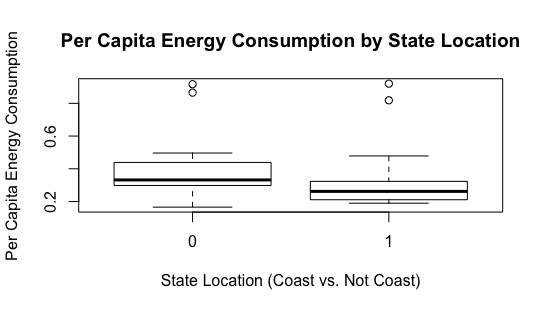 Per Capita Energy Consumption by State Location
Per Capita Energy Consumption
0.6
0.2
0 1
State Location (Coast vs. Not Coast)